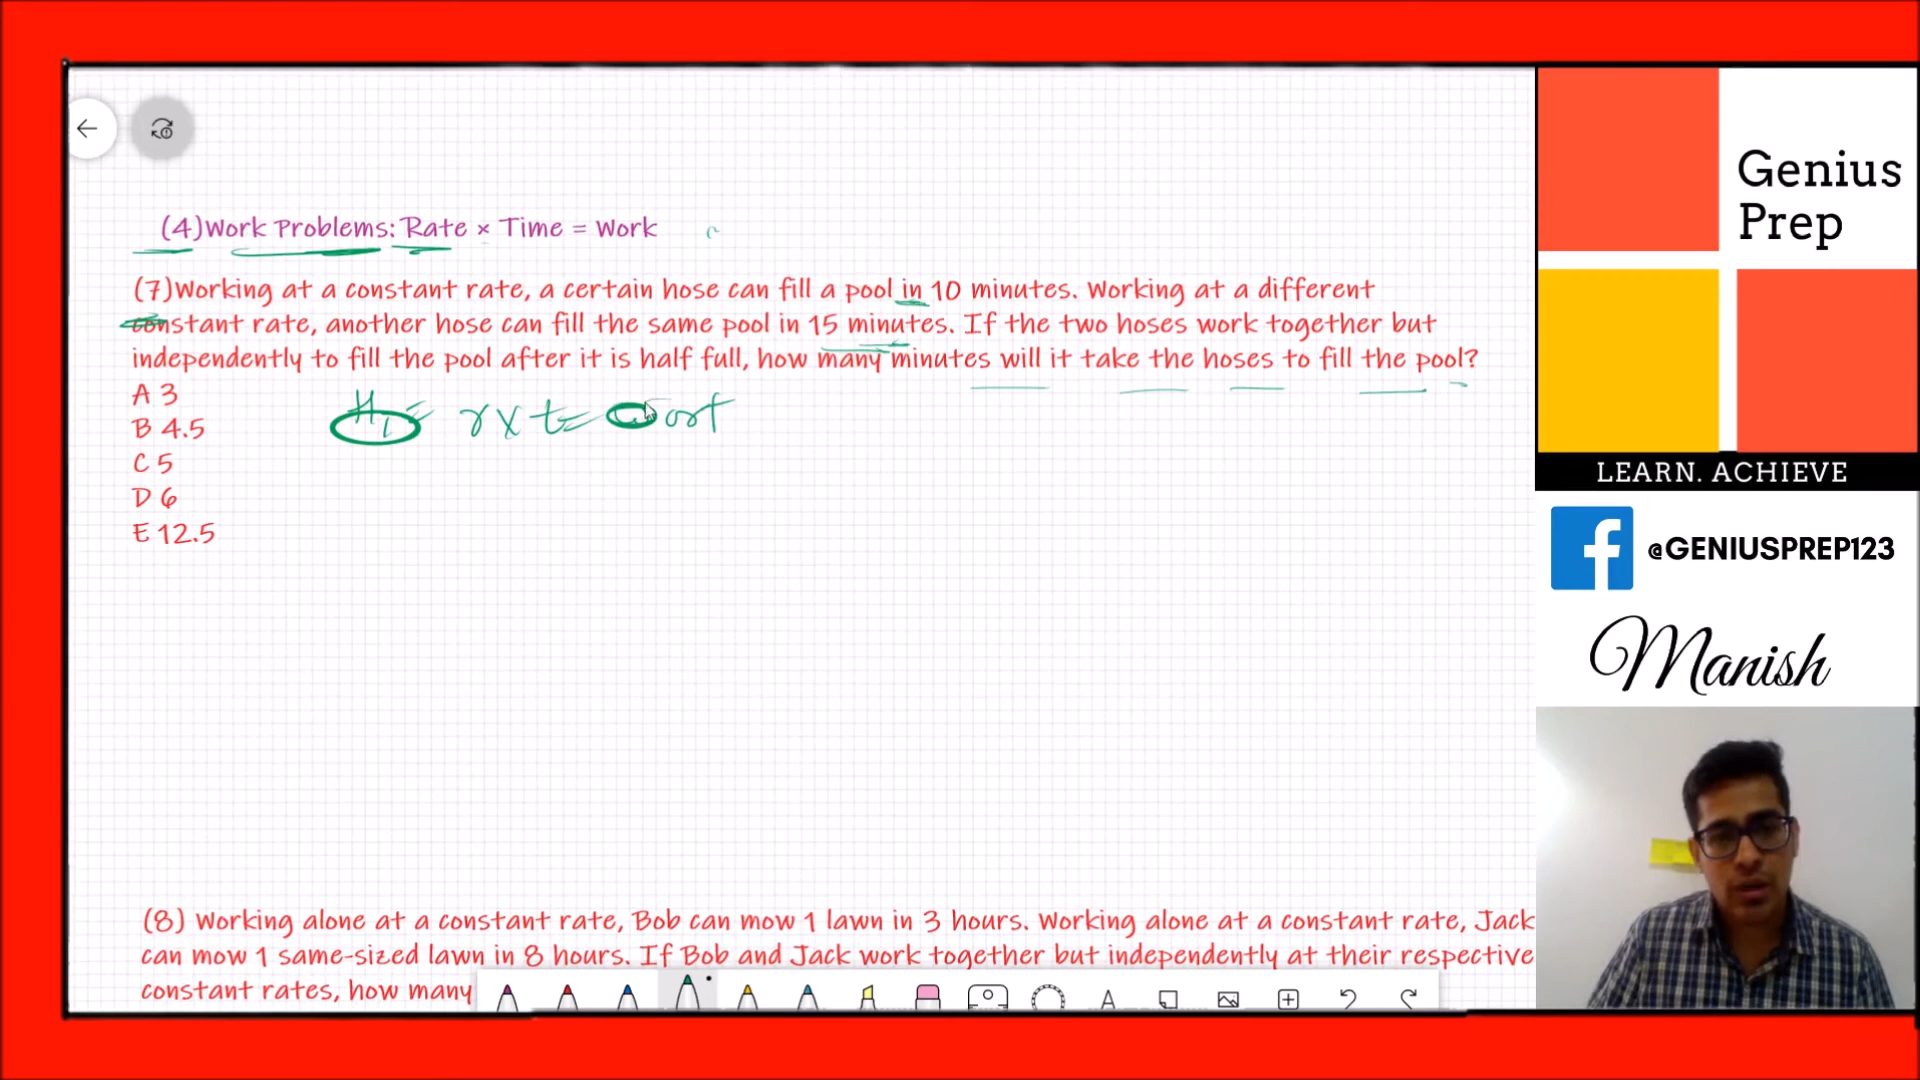 (4) Work Problems: Rate × Time = Work
(7) Working at a constant rate, a certain hose can fill a pool in 10 minutes. Working at a different
constant rate, another hose can fill the same pool in 15 minutes. If the two hoses work together but
independently to fill the pool after it is half full, how many minutes will it take the hoses to fill the pool?
A 3
B 4.5
C 5
D 6
E 12.5
H₁ = r × t =
(8) Working alone at a constant rate, Bob can mow 1 lawn in 3 hours. Working alone at a constant rate, Jack
can mow 1 same-sized lawn in 8 hours. If Bob and Jack work together but independently at their respective
constant rates, how many
Genius
Prep
LEARN. ACHIEVE
f @GENIUSPREP123
Manish